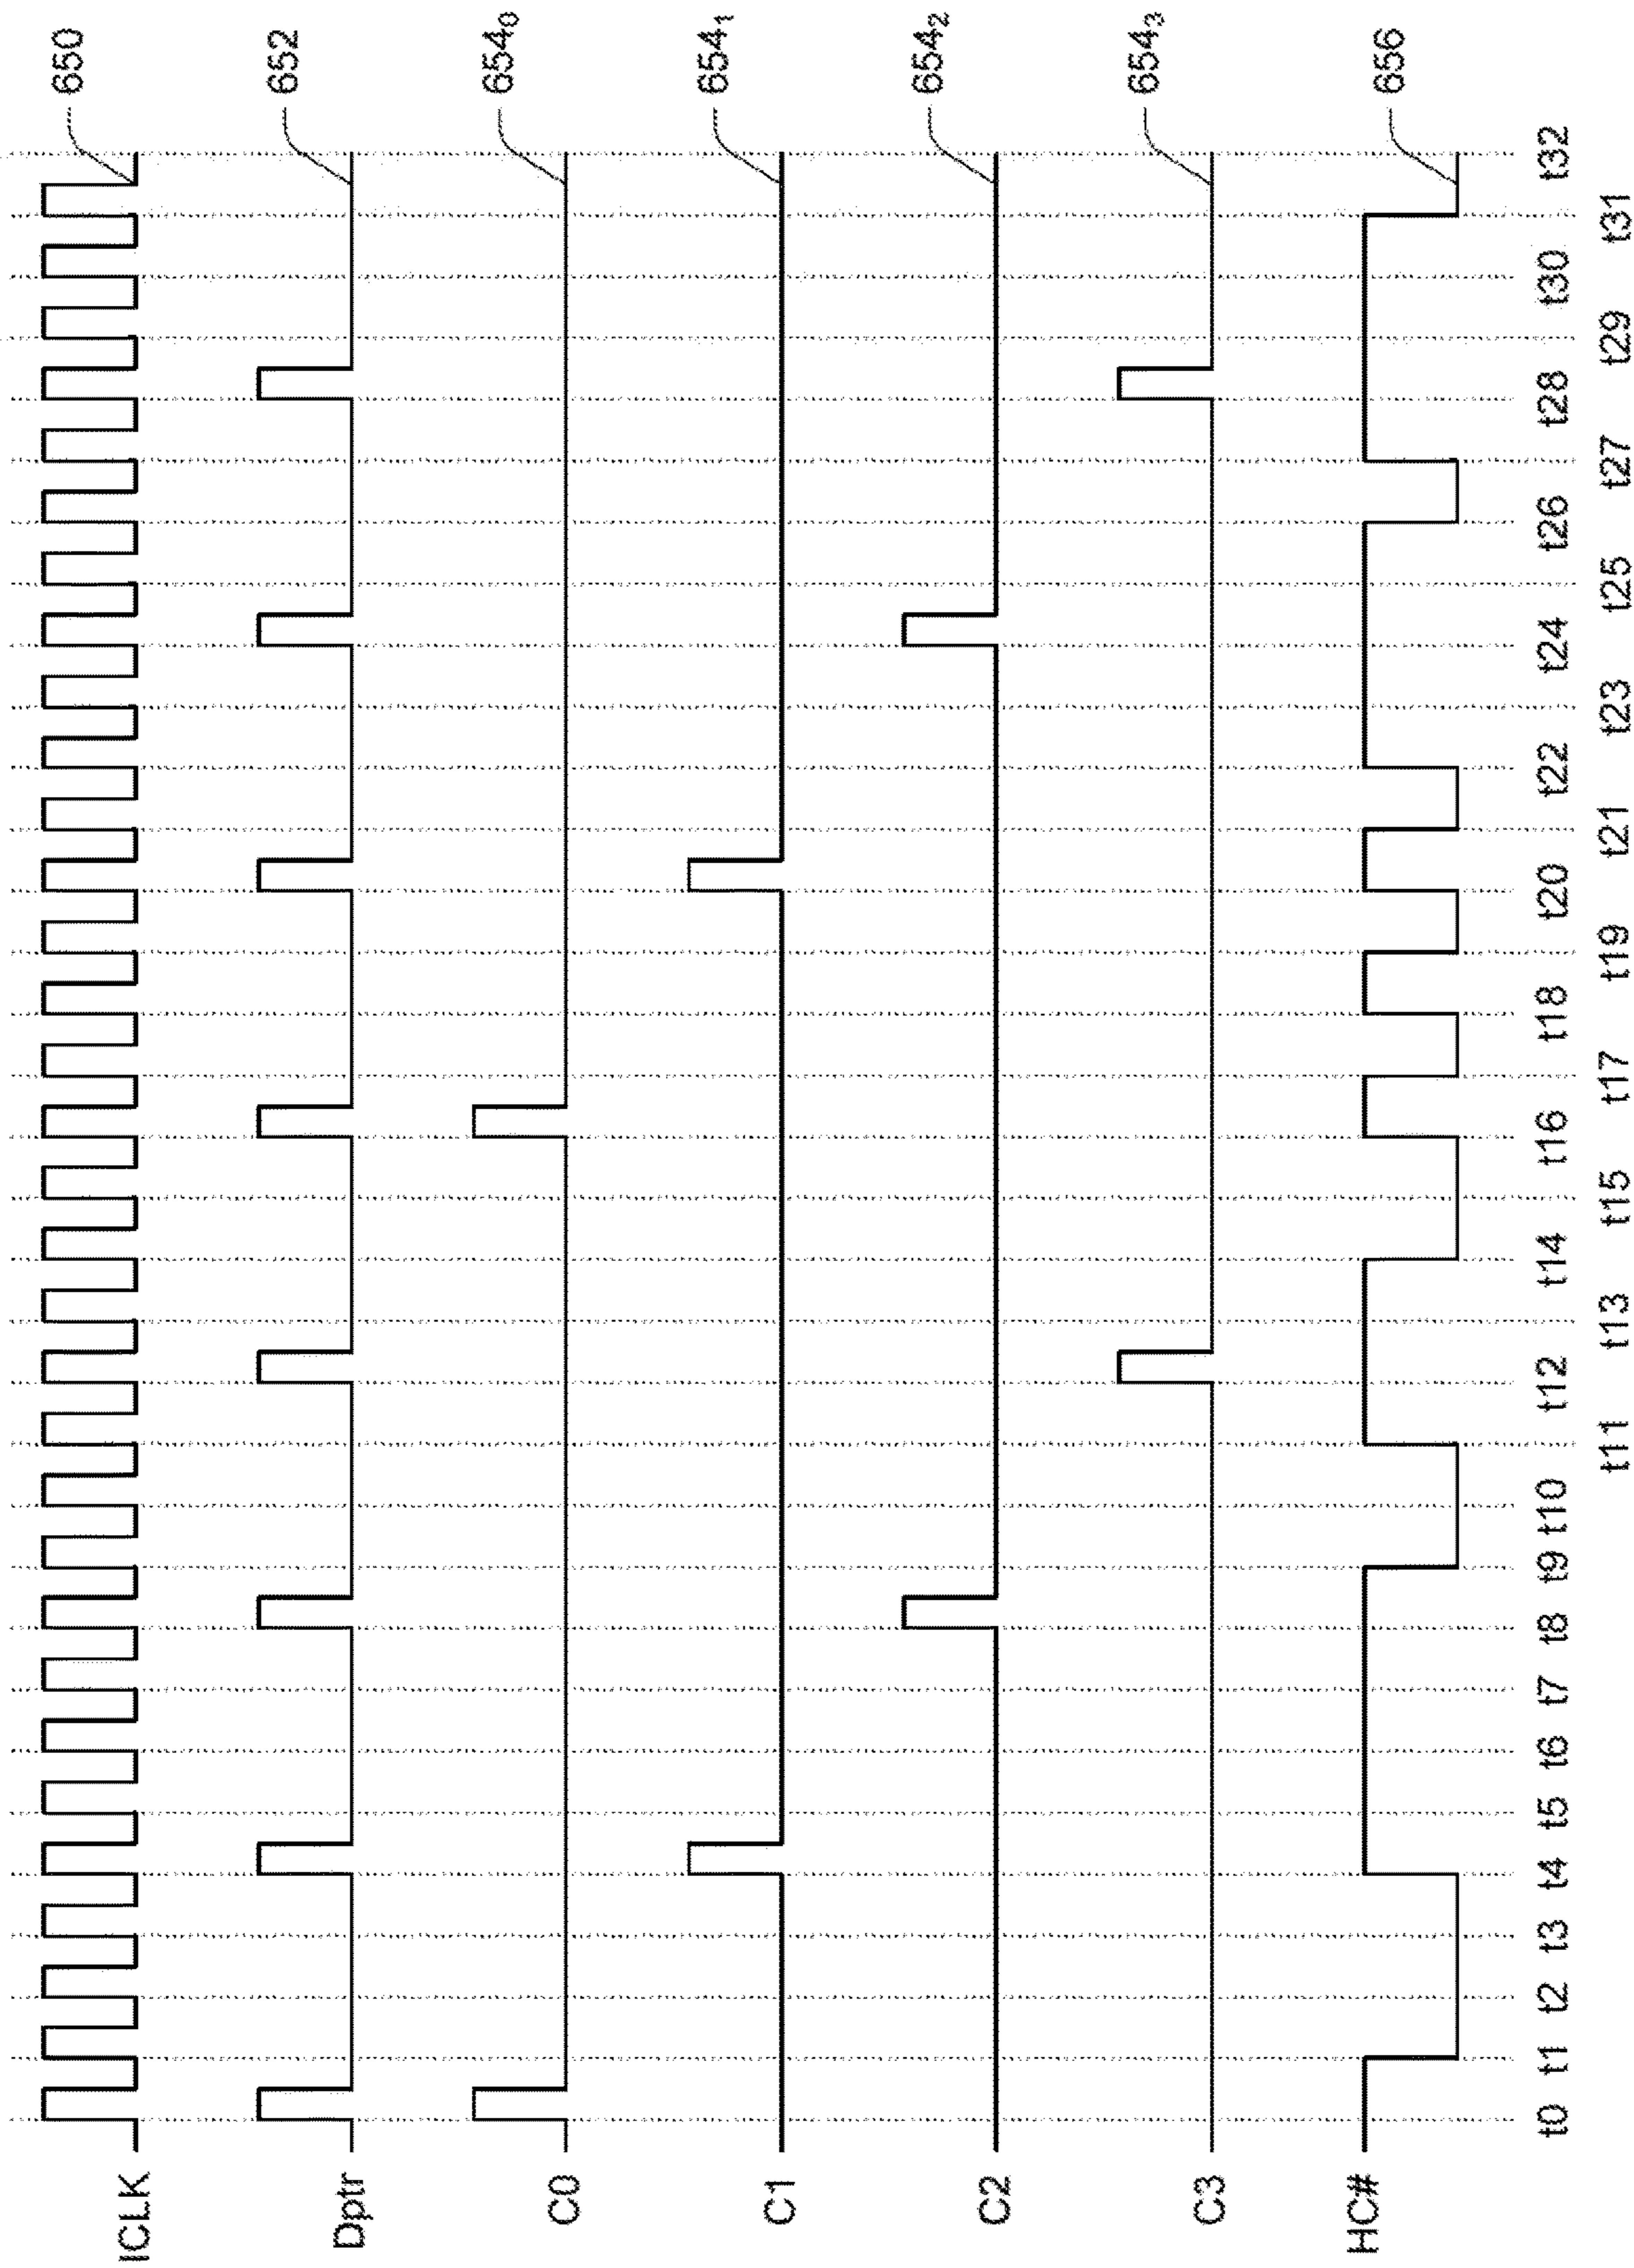 ICLK 650
Dptr 652
C0 654₀
C1 654₁
C2 654₂
C3 654₃
HC# 656
t0 t1 t2 t3 t4 t5 t6 t7 t8 t9 t10 t12 t14 t16 t18 t20 t22 t24 t26 t28 t30 t32
t11 t13 t15 t17 t19 t21 t23 t25 t27 t29 t31